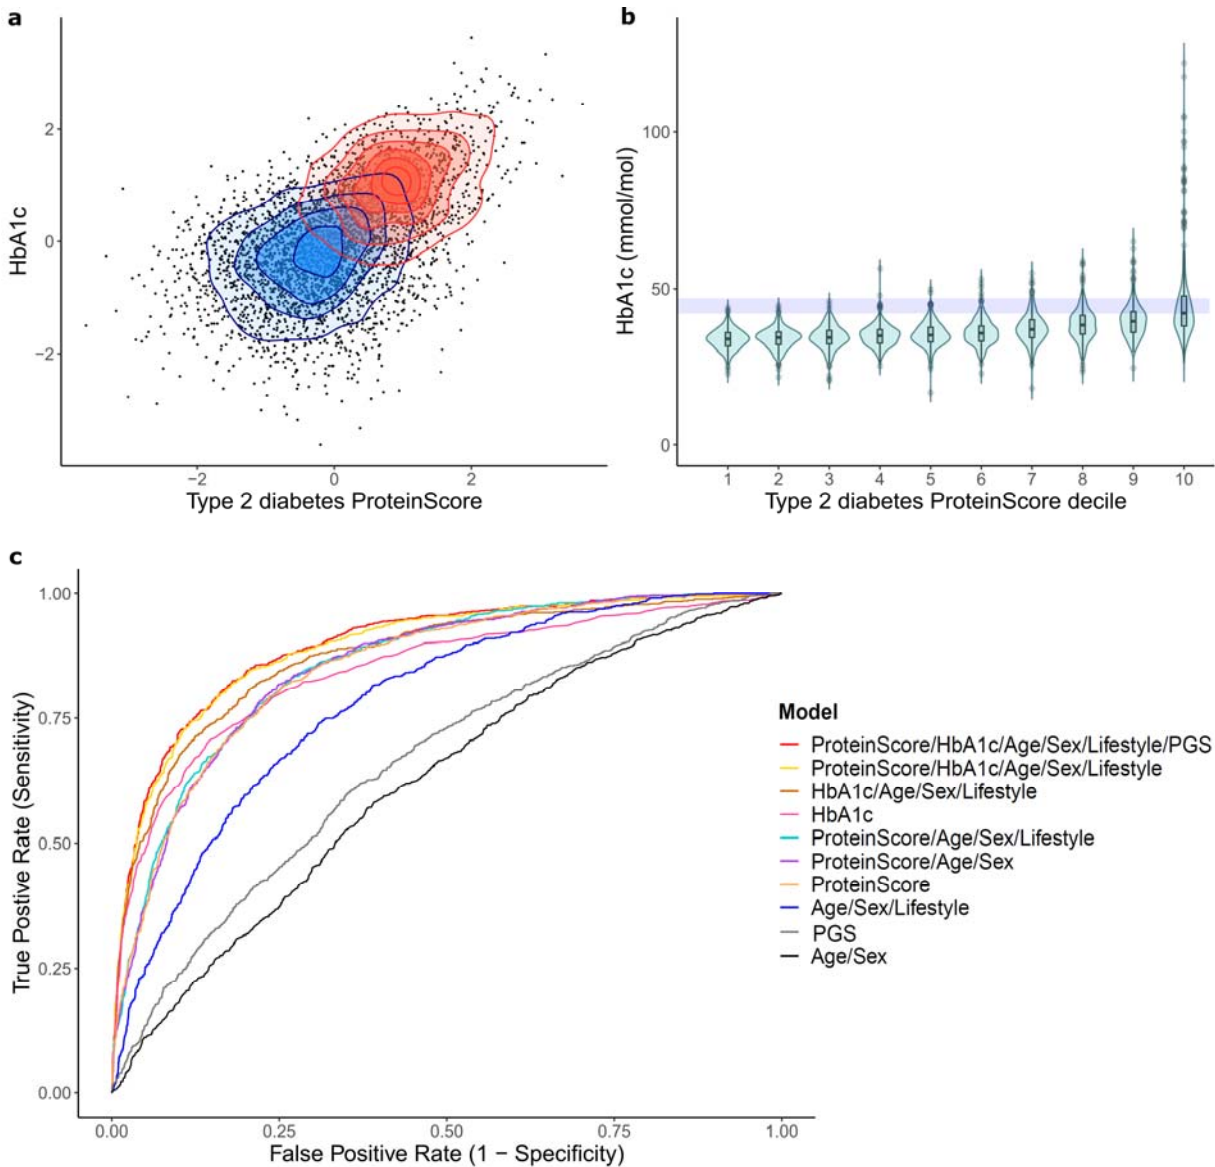 a
HbA1c
2
0
−2
−2
0
2
Type 2 diabetes ProteinScore
b
HbA1c (mmol/mol)
100
50
0
1 2 3 4 5 6 7 8 9 10
Type 2 diabetes ProteinScore decile
c
True Postive Rate (Sensitivity)
1.00
0.75
0.50
0.25
0.00
0.00 0.25 0.50 0.75 1.00
False Positive Rate (1 − Specificity)
Model
ProteinScore/HbA1c/Age/Sex/Lifestyle/PGS
ProteinScore/HbA1c/Age/Sex/Lifestyle
HbA1c/Age/Sex/Lifestyle
HbA1c
ProteinScore/Age/Sex/Lifestyle
ProteinScore/Age/Sex
ProteinScore
Age/Sex/Lifestyle
PGS
Age/Sex